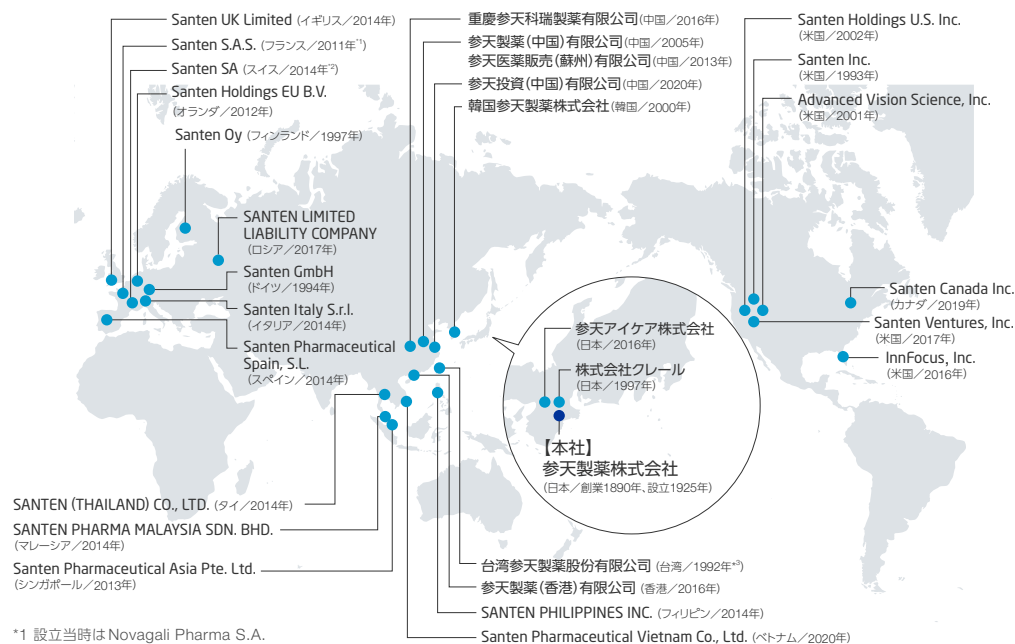 Santen UK Limited (イギリス／2014年)
Santen S.A.S. (フランス／2011年*1)
Santen SA (スイス／2014年*2)
Santen Holdings EU B.V.
(オランダ／2012年)
Santen Oy (フィンランド／1997年)
SANTEN LIMITED
LIABILITY COMPANY
(ロシア／2017年)
Santen GmbH
(ドイツ／1994年)
Santen Italy S.r.l.
(イタリア／2014年)
Santen Pharmaceutical
Spain, S.L.
(スペイン／2014年)
重慶参天科瑞製薬有限公司(中国／2016年)
参天製薬(中国)有限公司(中国／2005年)
参天医薬販売(蘇州)有限公司(中国／2013年)
参天投資(中国)有限公司(中国／2020年)
韓国参天製薬株式会社(韓国／2000年)
Santen Holdings U.S. Inc.
(米国／2002年)
Santen Inc.
(米国／1993年)
Advanced Vision Science, Inc.
(米国／2001年)
Santen Canada Inc.
(カナダ／2019年)
Santen Ventures, Inc.
(米国／2017年)
InnFocus, Inc.
(米国／2016年)
参天アイケア株式会社
(日本／2016年)
株式会社クレール
(日本／1997年)
【本社】
参天製薬株式会社
(日本／創業1890年、設立1925年)
SANTEN (THAILAND) CO., LTD. (タイ／2014年)
SANTEN PHARMA MALAYSIA SDN. BHD.
(マレーシア／2014年)
Santen Pharmaceutical Asia Pte. Ltd.
(シンガポール／2013年)
台湾参天製薬股份有限公司 (台湾／1992年*3)
参天製薬(香港)有限公司 (香港／2016年)
SANTEN PHILIPPINES INC. (フィリピン／2014年)
Santen Pharmaceutical Vietnam Co., Ltd. (ベトナム／2020年)
*1 設立当時はNovagali Pharma S.A.